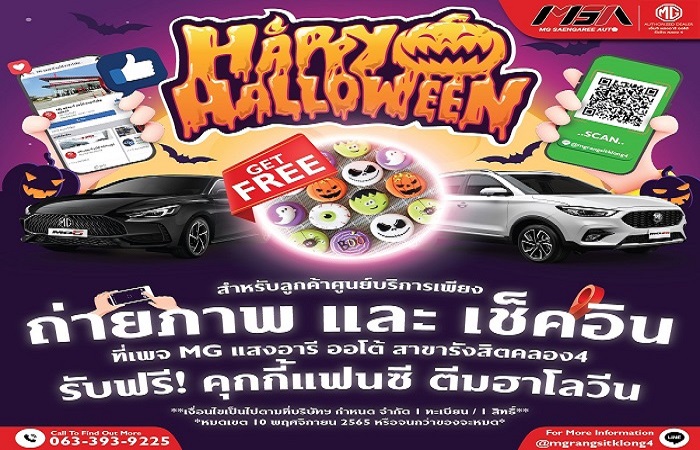 MSA
MG SAENGAREE AUTO
MG
AUTHORIZED DEALER
HAPPY
HALLOWEEN
GET
FREE
BOO
..SCAN..
@mgrangsitklong4
MG
MG5
MG
สำหรับลูกค้าศูนย์บริการเพียง
ถ่ายภาพ และ เช็คอิน
ที่เพจ MG แสงอารี ออโต้ สาขารังสิตคลอง4
รับฟรี! คุกกี้แฟนซี ตีมฮาโลวีน
**เงื่อนไขเป็นไปตามที่บริษัทฯ กำหนด จำกัด 1 ทะเบียน / 1 สิทธิ์**
*หมดเขต 10 พฤศจิกายน 2565 หรือจนกว่าของจะหมด*
Call To Find Out More
063-393-9225
For More Information
@mgrangsitklong4
LINE